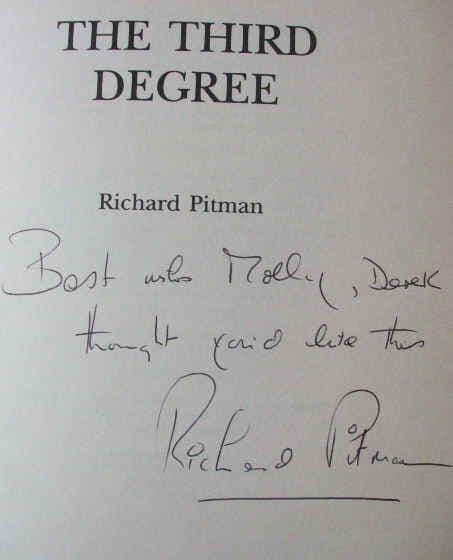 THE THIRD
DEGREE
Richard Pitman
Best wishes Molly, Derek
thought you'd like this
Richard Pitman